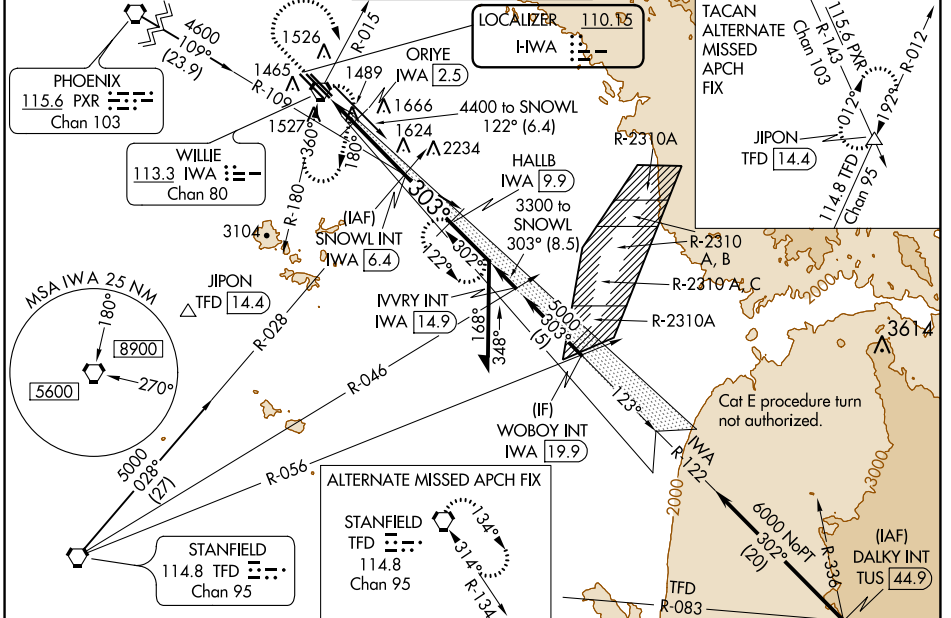 4600
109°
(23.9)
R-109
PHOENIX
115.6 PXR
Chan 103
WILLIE
113.3 IWA
Chan 80
1526
1465
1527
1489
1666
1624
2234
R-015
ORIYE
IWA 2.5
LOCALIZER 110.15
I-IWA
4400 to SNOWL
122° (6.4)
360°
180°
R-180
303°
HALLB
IWA 9.9
3300 to
SNOWL
303° (8.5)
(IAF)
SNOWL INT
IWA 6.4
302°
122°
3104
JIPON
TFD 14.4
MSA IWA 25 NM
180°
8900
5600
270°
R-028
IVVRY INT
IWA 14.9
168°
348°
5000
303°
(5)
R-2310A
R-2310
A, B
R-2310 A, C
R-2310A
TACAN
ALTERNATE
MISSED
APCH
FIX
115.6 PXR
R-143
Chan 103
R-012
012°
192°
JIPON
TFD 14.4
114.8 TFD
Chan 95
2000
3614
Cat E procedure turn
not authorized.
123°
(IF)
WOBOY INT
IWA 19.9
IWA
R-122
2000
3000
6000 NoPT
302°
(20)
R-336
(IAF)
DALKY INT
TUS 44.9
TFD
R-083
R-046
R-056
5000
028°
(27)
STANFIELD
114.8 TFD
Chan 95
ALTERNATE MISSED APCH FIX
STANFIELD
TFD
114.8
Chan 95
134°
314°
R-134